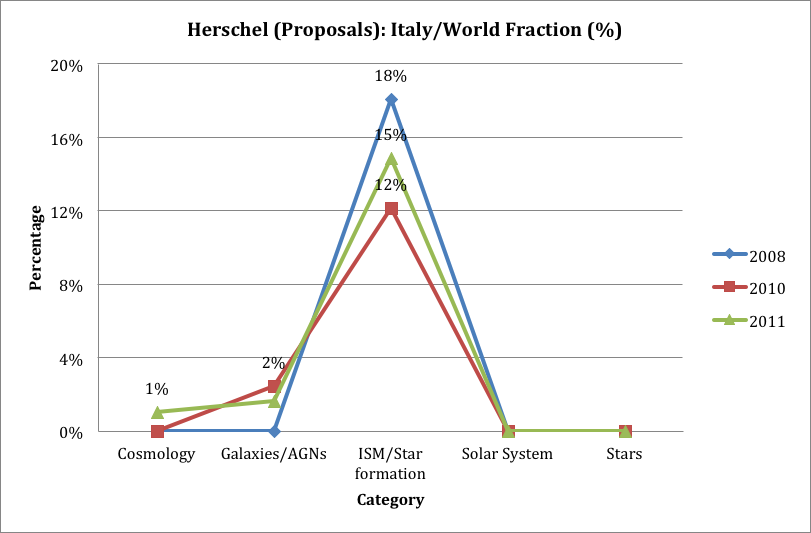 Herschel (Proposals): Italy/World Fraction (%)
20%
18%
16%
15%
12%
12%
8%
4%
2%
1%
0%
Percentage
2008
2010
2011
Cosmology
Galaxies/AGNs
ISM/Star
formation
Solar System
Stars
Category